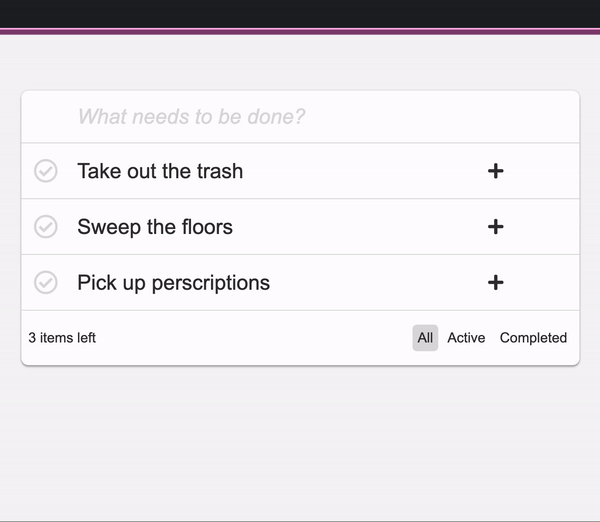 What needs to be done?
Take out the trash
Sweep the floors
Pick up perscriptions
3 items left All Active Completed